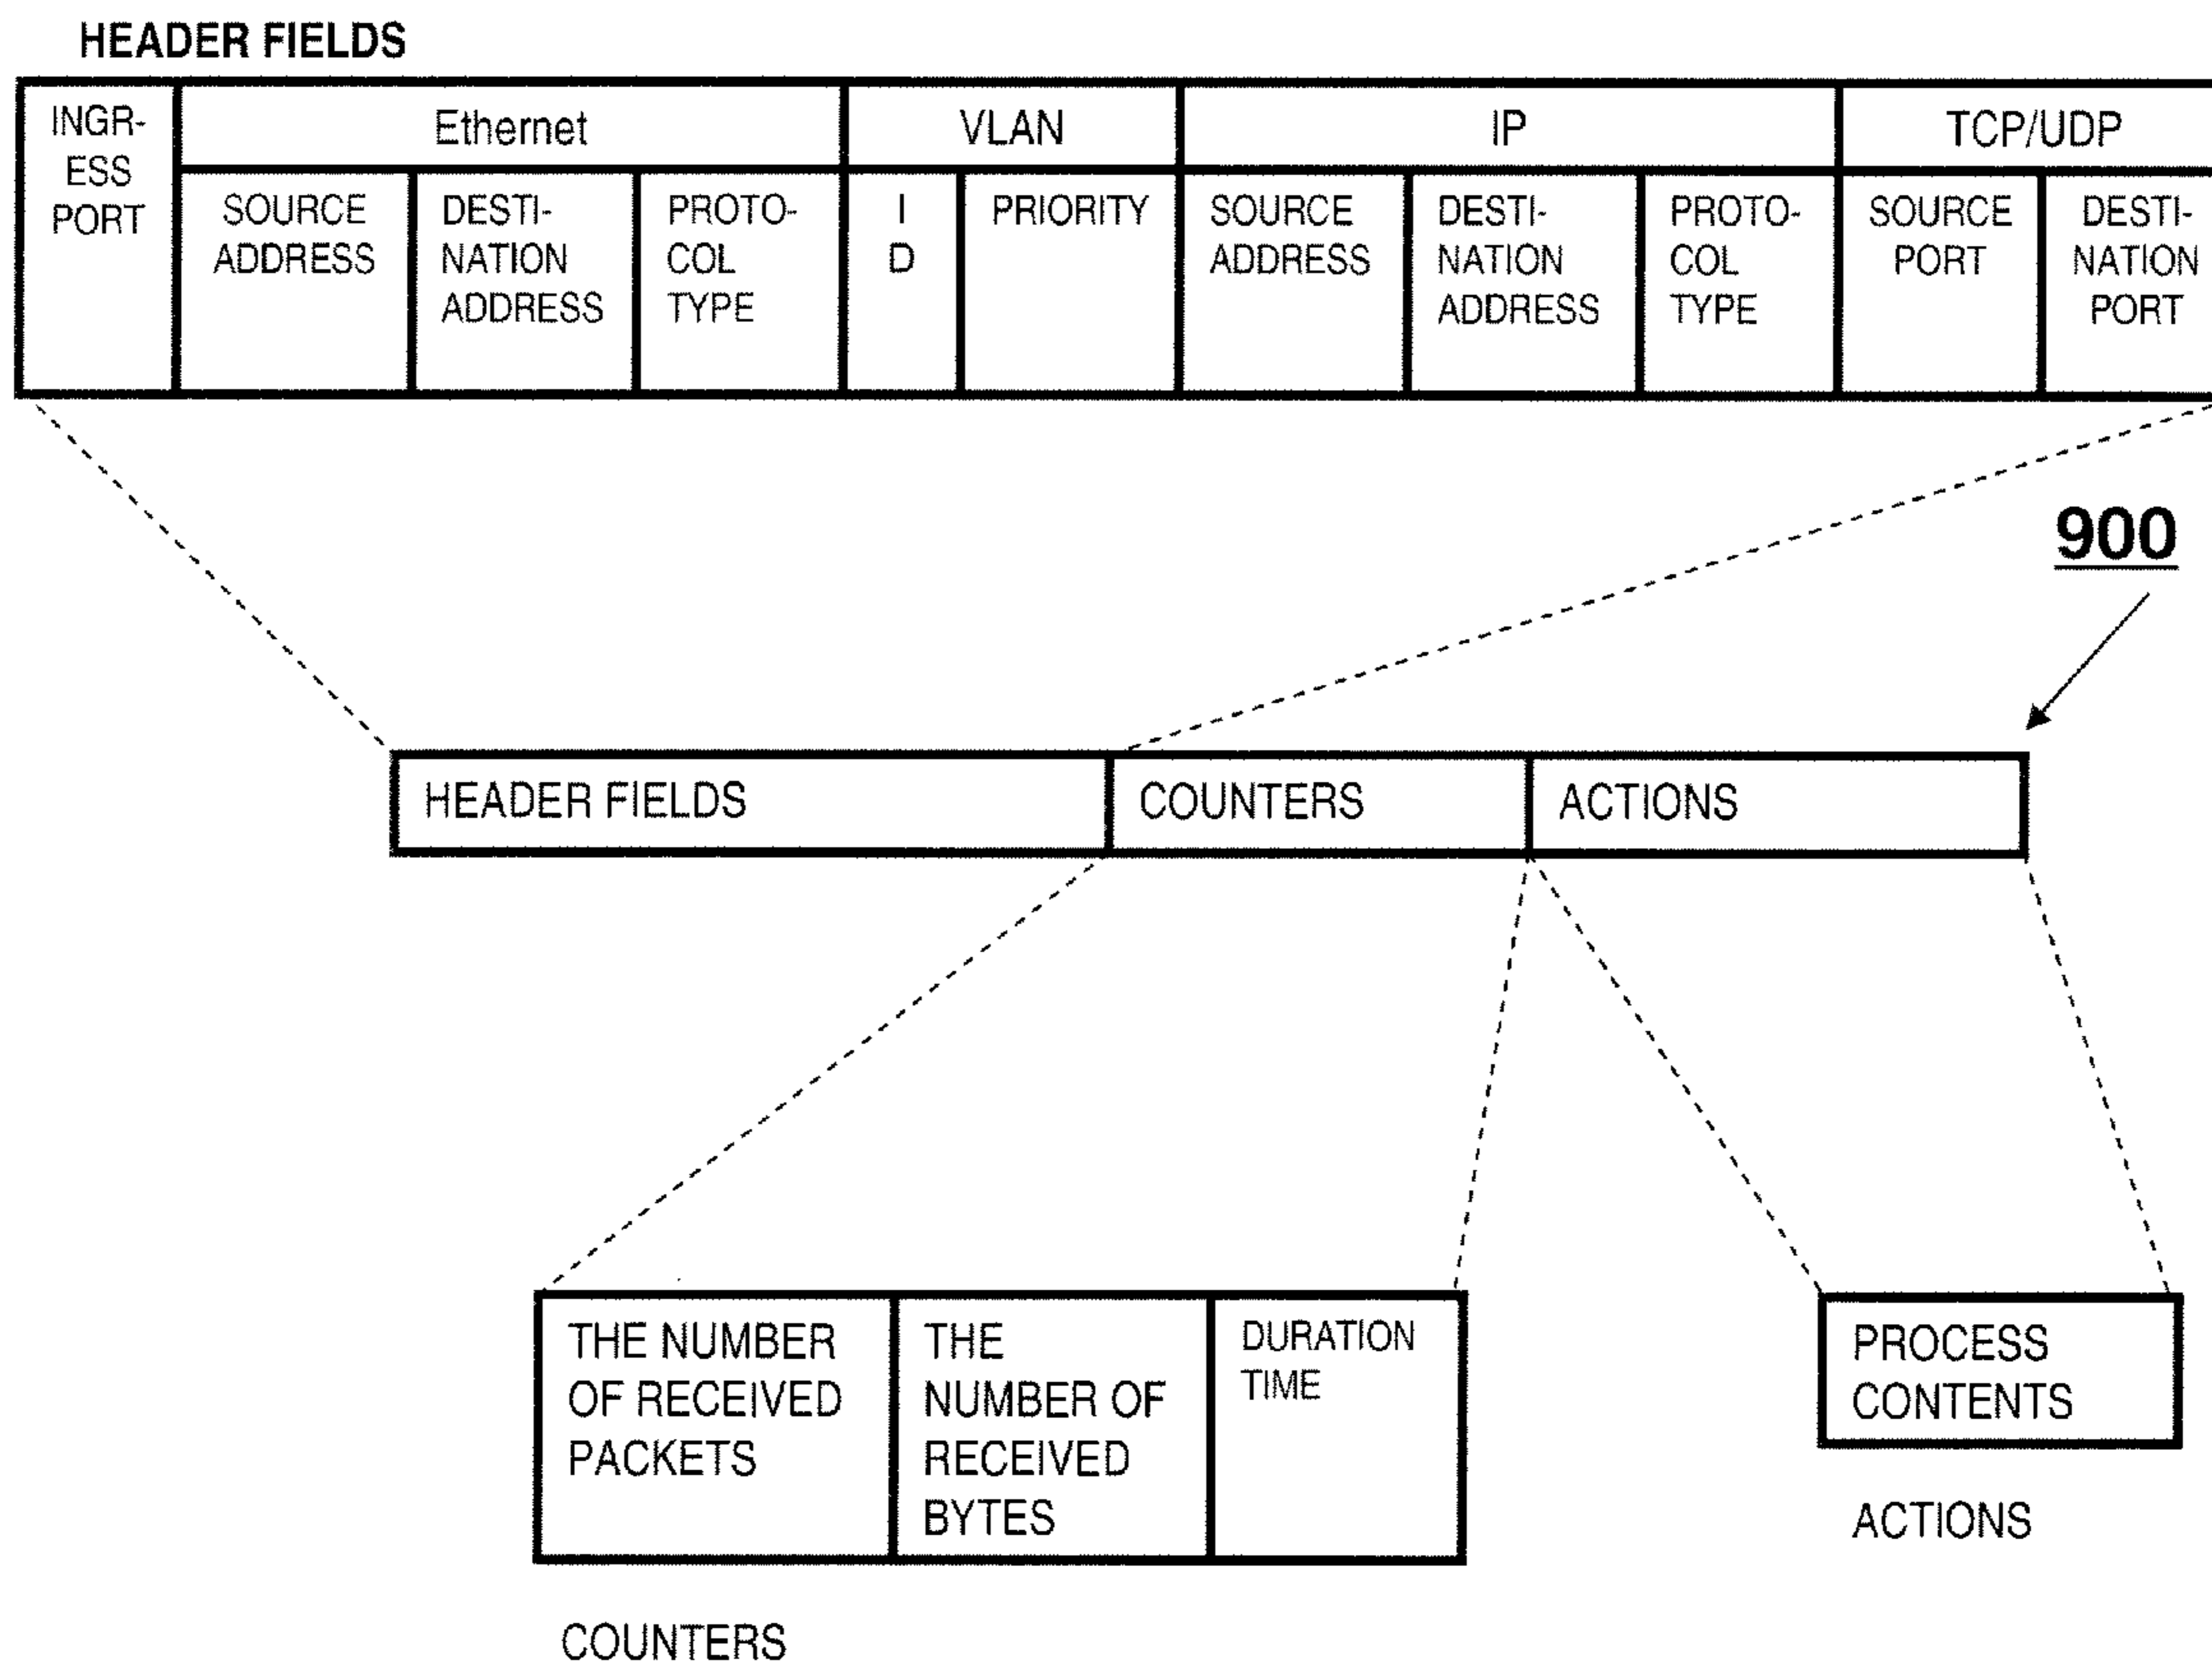 HEADER FIELDS
INGR-
ESS
PORT
Ethernet
VLAN
IP
TCP/UDP
SOURCE
ADDRESS
DESTI-
NATION
ADDRESS
PROTO-
COL
TYPE
I
D
PRIORITY
SOURCE
ADDRESS
DESTI-
NATION
ADDRESS
PROTO-
COL
TYPE
SOURCE
PORT
DESTI-
NATION
PORT
900
HEADER FIELDS
COUNTERS
ACTIONS
THE NUMBER
OF RECEIVED
PACKETS
THE
NUMBER OF
RECEIVED
BYTES
DURATION
TIME
PROCESS
CONTENTS
ACTIONS
COUNTERS